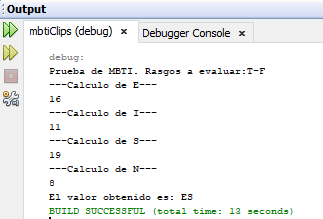 Output
mbtiClips (debug) × Debugger Console ×
debug:
Prueba de MBTI. Rasgos a evaluar:T-F
---Calculo de E---
16
---Calculo de I---
11
---Calculo de S---
19
---Calculo de N---
8
El valor obtenido es: ES
BUILD SUCCESSFUL (total time: 13 seconds)